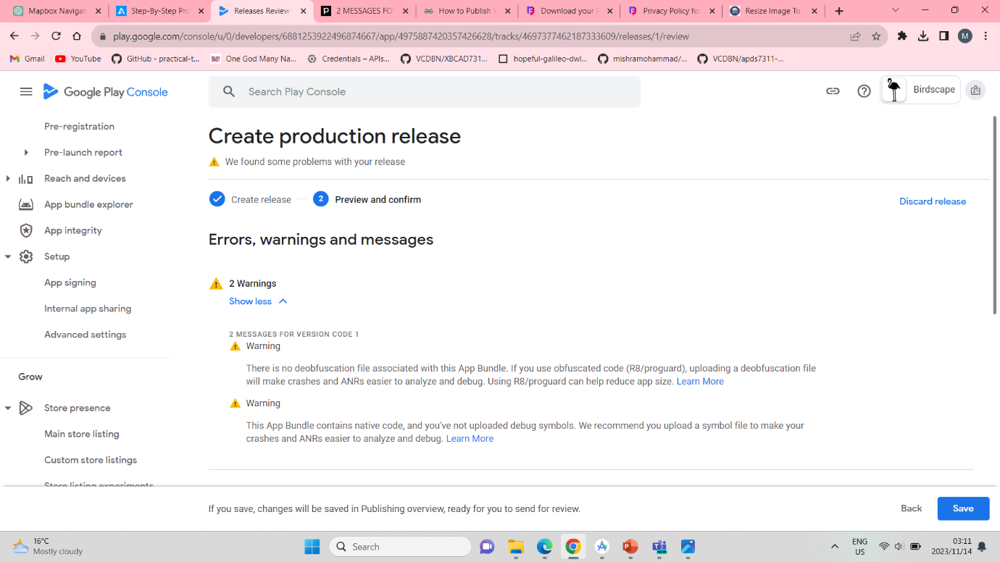 Mapbox Navigati
Step-By-Step Pro
Releases Review
2 MESSAGES FO
How to Publish Y
Download your F
Privacy Policy for
Resize Image To
play.google.com/console/u/0/developers/6881253922496874667/app/4975887420357426628/tracks/4697377462187333609/releases/1/review
M
Gmail
YouTube
GitHub - practical-t...
One God Many Na...
Credentials – APIs...
VCDBN/XBCAD731...
hopeful-galileo-dwl...
mishramohammad/...
VCDBN/apds7311-...
Google Play Console
Search Play Console
Birdscape
Pre-registration
Pre-launch report
Reach and devices
App bundle explorer
App integrity
Setup
App signing
Internal app sharing
Advanced settings
Grow
Store presence
Main store listing
Custom store listings
Store listing experiments
Create production release
We found some problems with your release
Create release
2 Preview and confirm
Discard release
Errors, warnings and messages
2 Warnings
Show less
2 MESSAGES FOR VERSION CODE 1
Warning
There is no deobfuscation file associated with this App Bundle. If you use obfuscated code (R8/proguard), uploading a deobfuscation file
will make crashes and ANRs easier to analyze and debug. Using R8/proguard can help reduce app size. Learn More
Warning
This App Bundle contains native code, and you've not uploaded debug symbols. We recommend you upload a symbol file to make your
crashes and ANRs easier to analyze and debug. Learn More
If you save, changes will be saved in Publishing overview, ready for you to send for review.
Back
Save
16°C
Mostly cloudy
Search
ENG
US
03:11
2023/11/14